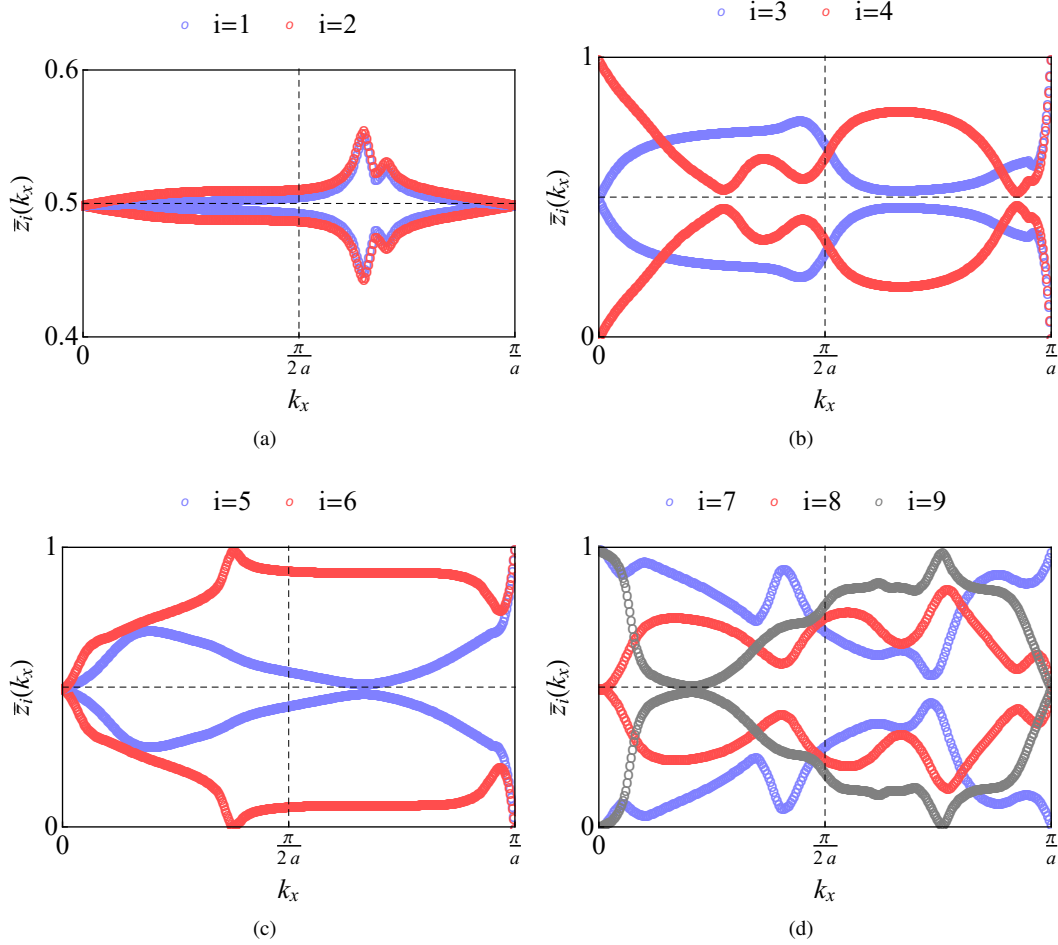 ○ i=1 ○ i=2
0.6
z̅ᵢ(kₓ)
0.5
0.4
0
π/2a
π/a
kₓ
(a)
○ i=3 ○ i=4
1
z̅ᵢ(kₓ)
0
0
π/2a
π/a
kₓ
(b)
○ i=5 ○ i=6
1
z̅ᵢ(kₓ)
0
0
π/2a
π/a
kₓ
(c)
○ i=7 ○ i=8 ○ i=9
1
z̅ᵢ(kₓ)
0
0
π/2a
π/a
kₓ
(d)